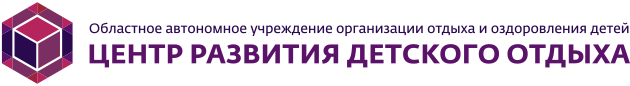 Областное автономное учреждение организации отдыха и оздоровления детей
ЦЕНТР РАЗВИТИЯ ДЕТСКОГО ОТДЫХА